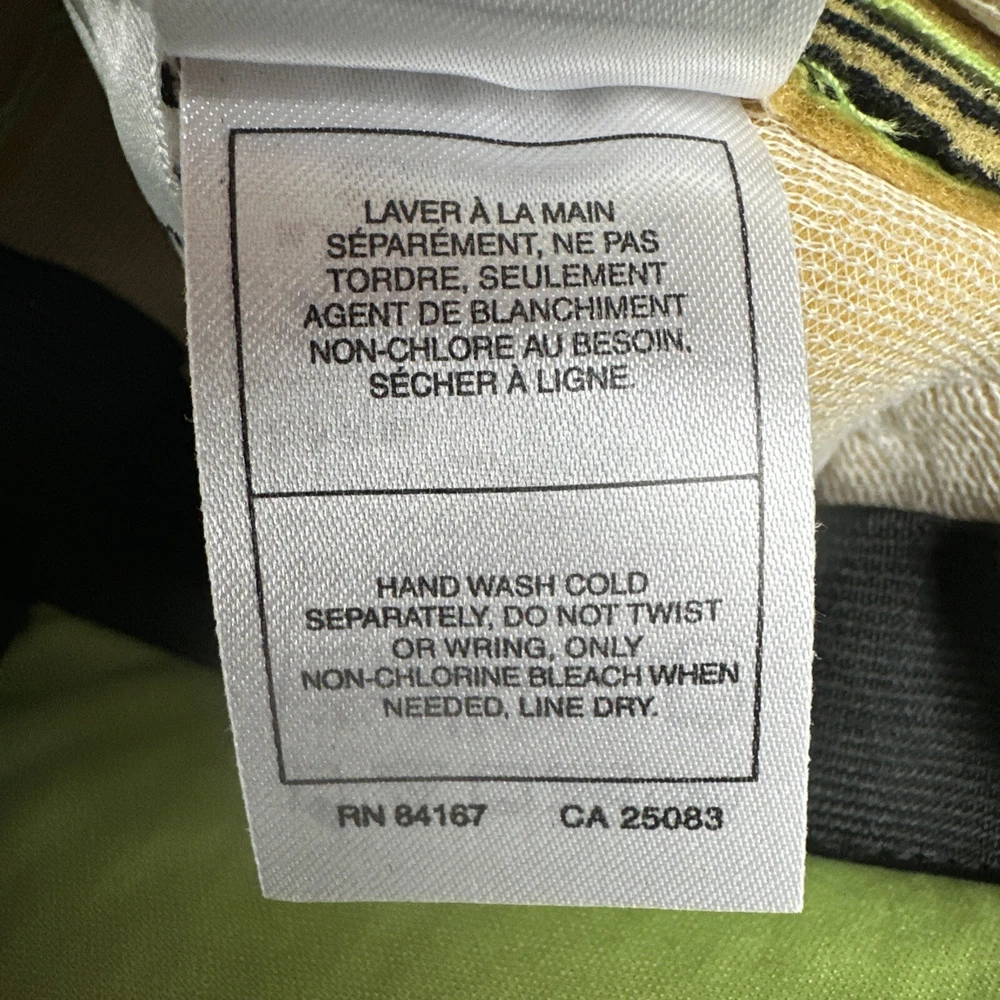 LAVER À LA MAIN
SÉPARÉMENT, NE PAS
TORDRE, SEULEMENT
AGENT DE BLANCHIMENT
NON-CHLORE AU BESOIN.
SÉCHER À LIGNE.
HAND WASH COLD
SEPARATELY, DO NOT TWIST
OR WRING, ONLY
NON-CHLORINE BLEACH WHEN
NEEDED, LINE DRY.
RN 84167 CA 25083